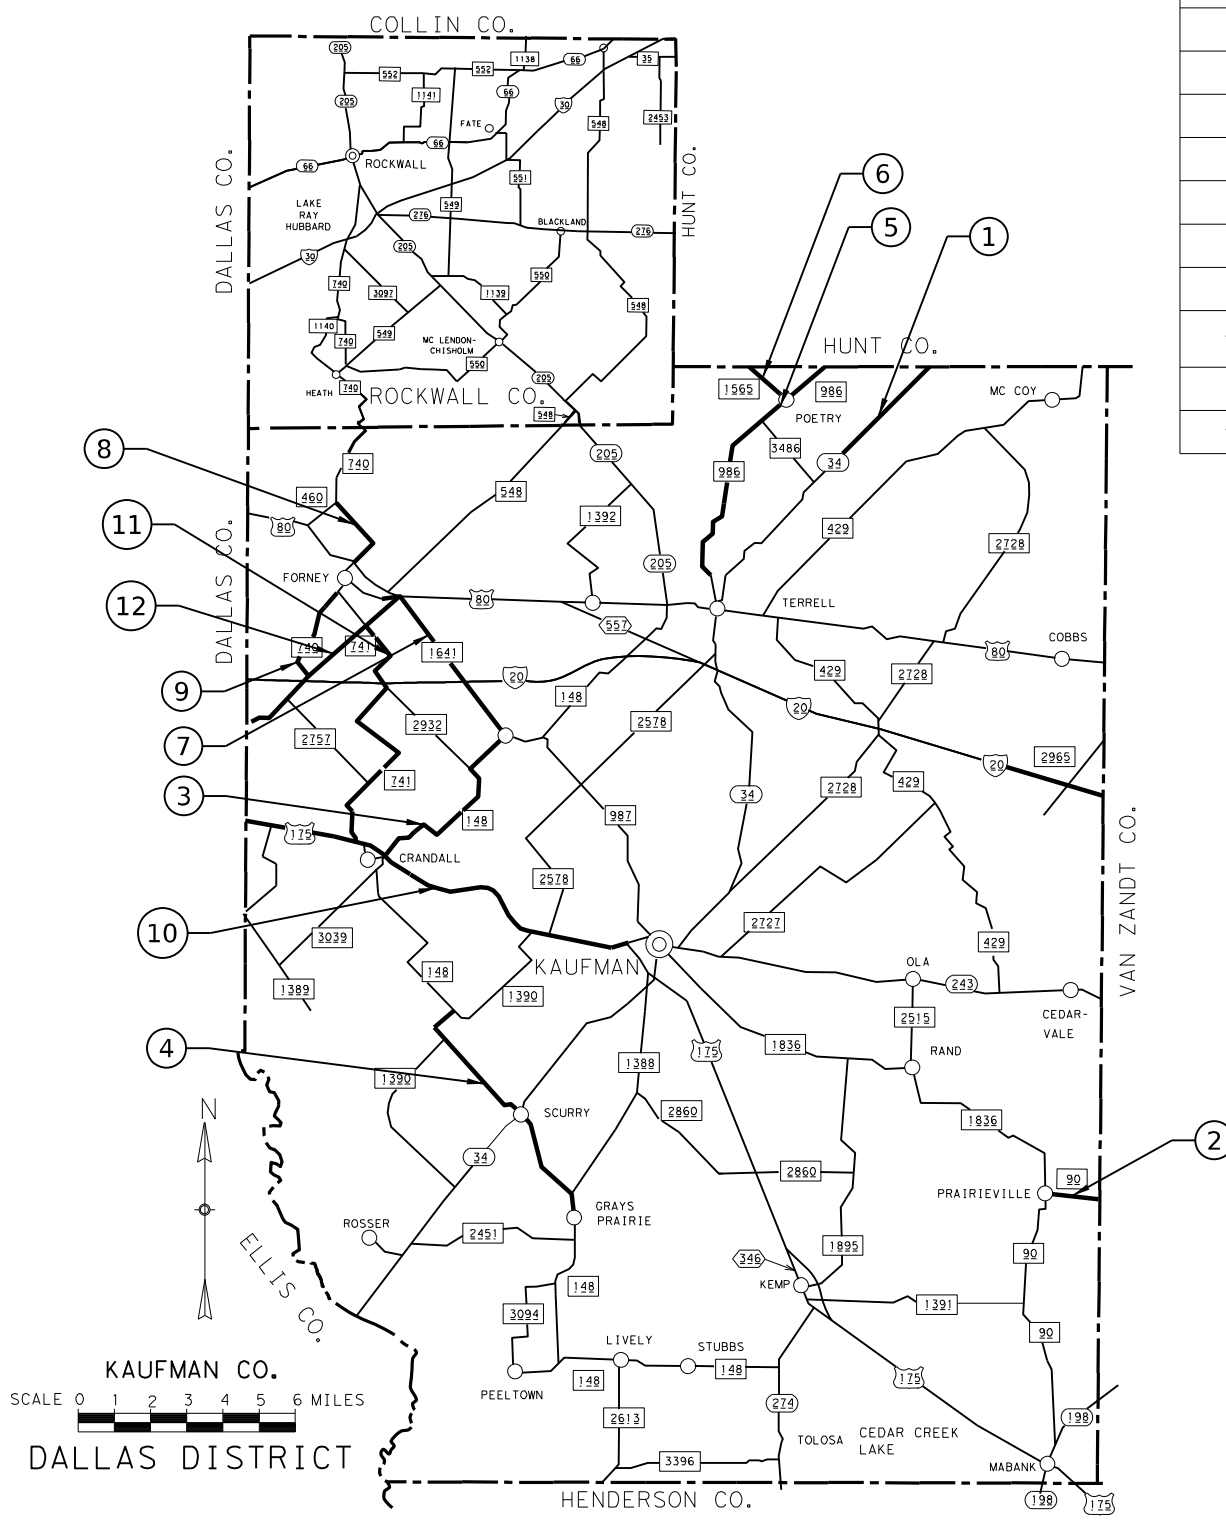 COLLIN CO.
205
552
552
1138
66
35
205
1141
66
30
548
2453
FATE
66
66
ROCKWALL
551
DALLAS CO.
HUNT CO.
LAKE
RAY
HUBBARD
549
276
BLACKLAND
276
205
30
740
3097
1139
550
548
1140
740
549
MC LENDON-
CHISHOLM
550
HEATH
740
ROCKWALL CO.
205
548
6
5
1
HUNT CO.
1565
986
MC COY
POETRY
3486
34
986
8
740
460
205
548
1392
11
80
429
2728
DALLAS CO.
205
FORNEY
12
80
TERRELL
557
COBBS
740
741
1641
80
9
20
148
429
2728
20
7
2757
2932
2578
2965
20
3
741
2728
429
148
34
987
175
CRANDALL
VAN ZANDT CO.
2578
10
3039
2727
429
KAUFMAN
148
OLA
243
1389
1390
CEDAR-
VALE
2515
4
1836
RAND
175
1388
1390
N
SCURRY
2860
1836
34
2
2860
90
PRAIRIEVILLE
GRAYS
PRAIRIE
ROSSER
2451
1895
90
ELLIS CO.
346
KEMP
148
3094
1391
90
LIVELY
STUBBS
KAUFMAN CO.
148
148
175
PEELTOWN
SCALE 0 1 2 3 4 5 6 MILES
274
2613
198
TOLOSA
CEDAR CREEK
LAKE
DALLAS DISTRICT
3396
MABANK
HENDERSON CO.
198
175